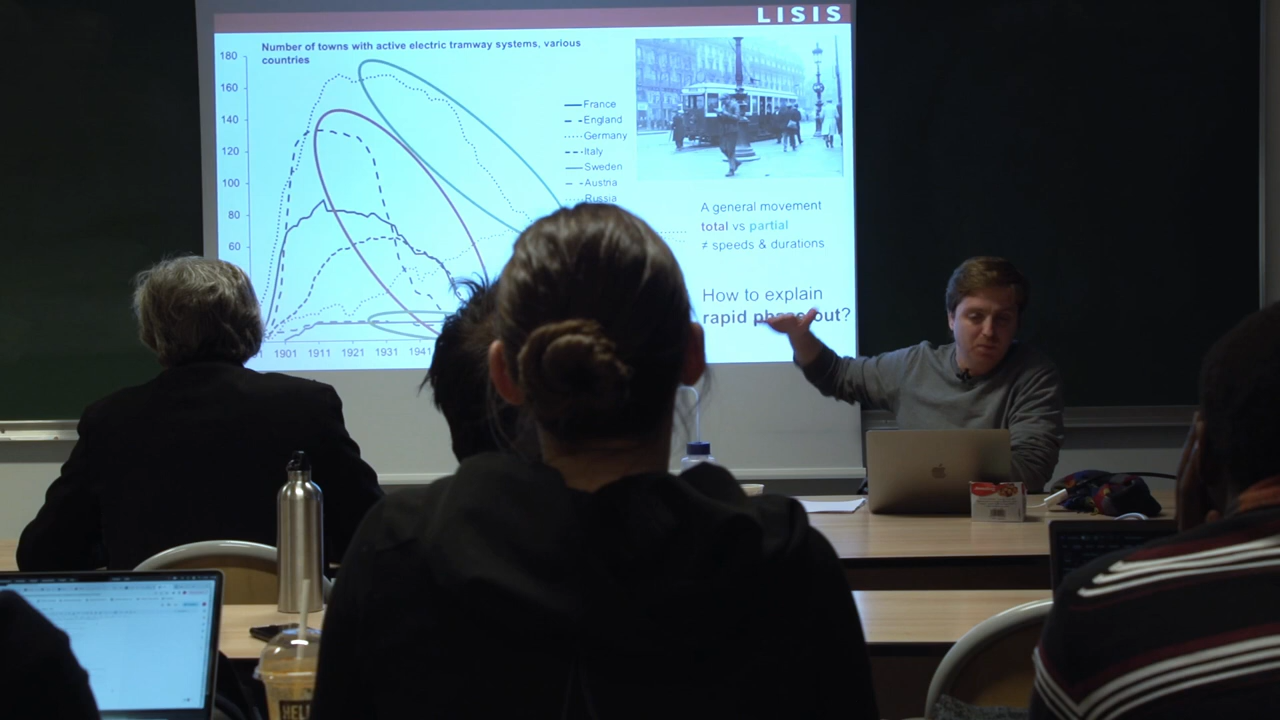 LISIS
Number of towns with active electric tramway systems, various
countries
180
160
140
120
100
80
60
1901 1911 1921 1931 1941
France
England
Germany
Italy
Sweden
Austria
Russia
A general movement
total vs partial
≠ speeds & durations
How to explain
rapid phase out?
HELL